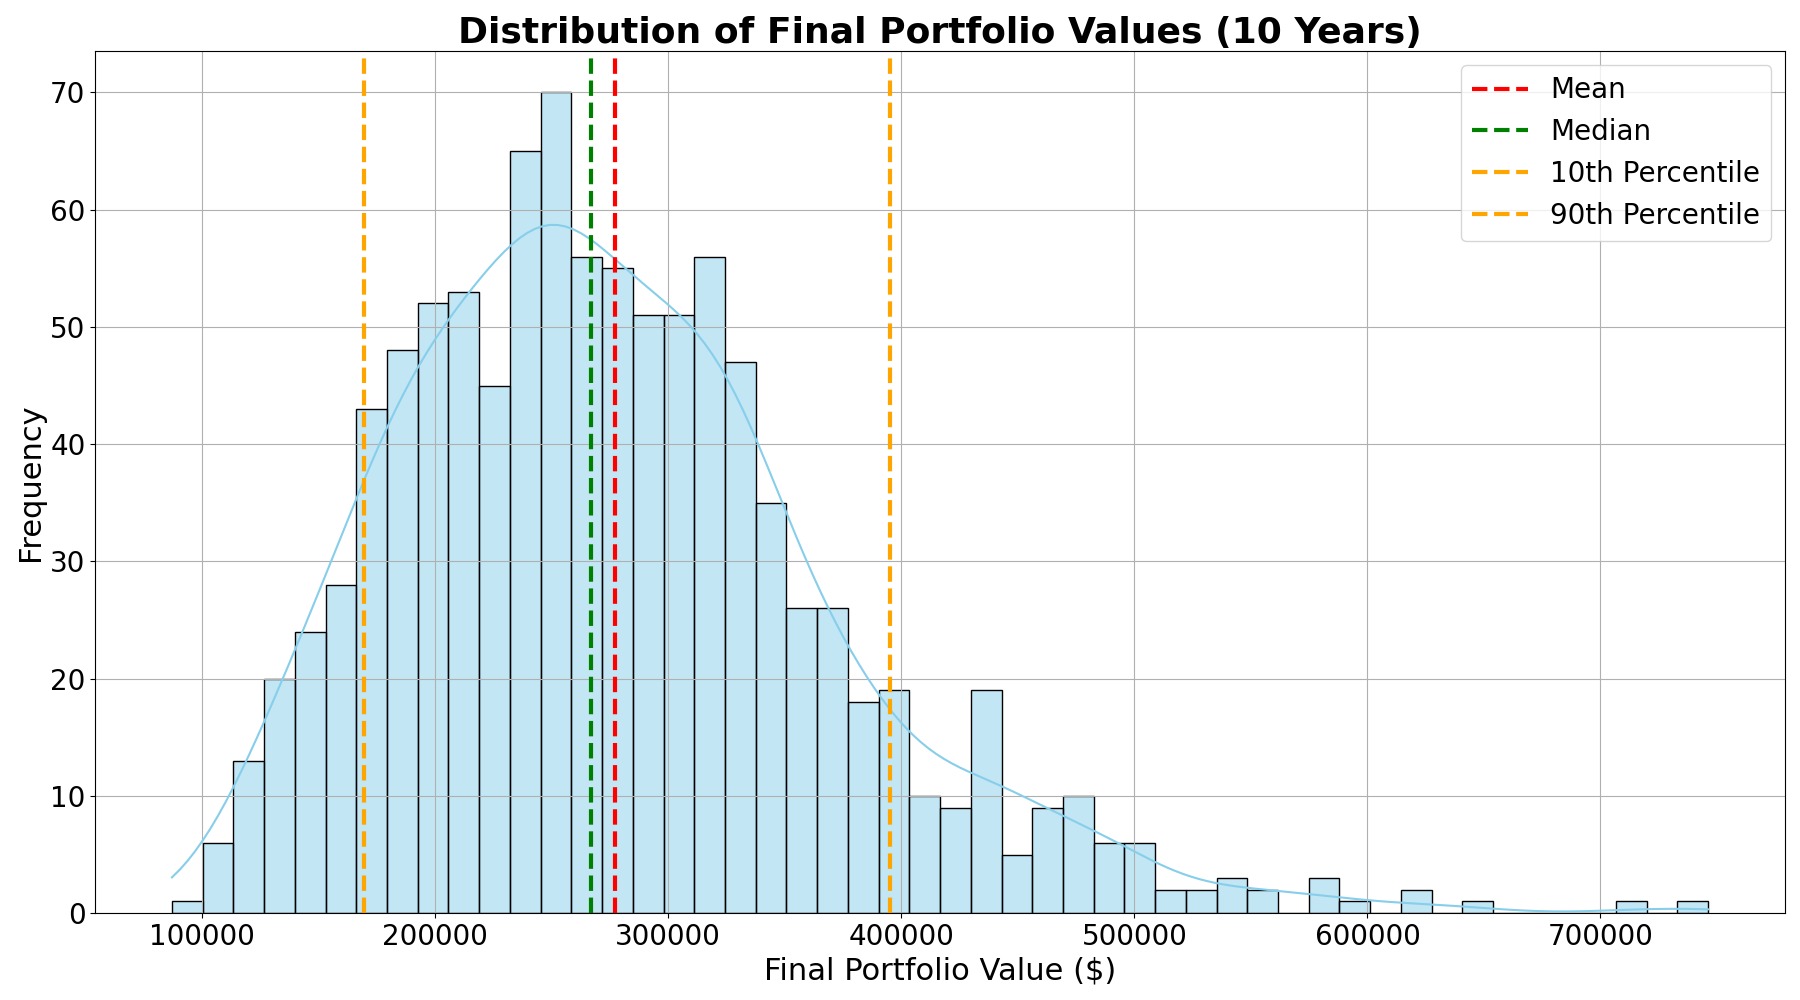 Distribution of Final Portfolio Values (10 Years)
Mean
Median
10th Percentile
90th Percentile
70
60
50
40
30
20
10
0
Frequency
100000 200000 300000 400000 500000 600000 700000
Final Portfolio Value ($)